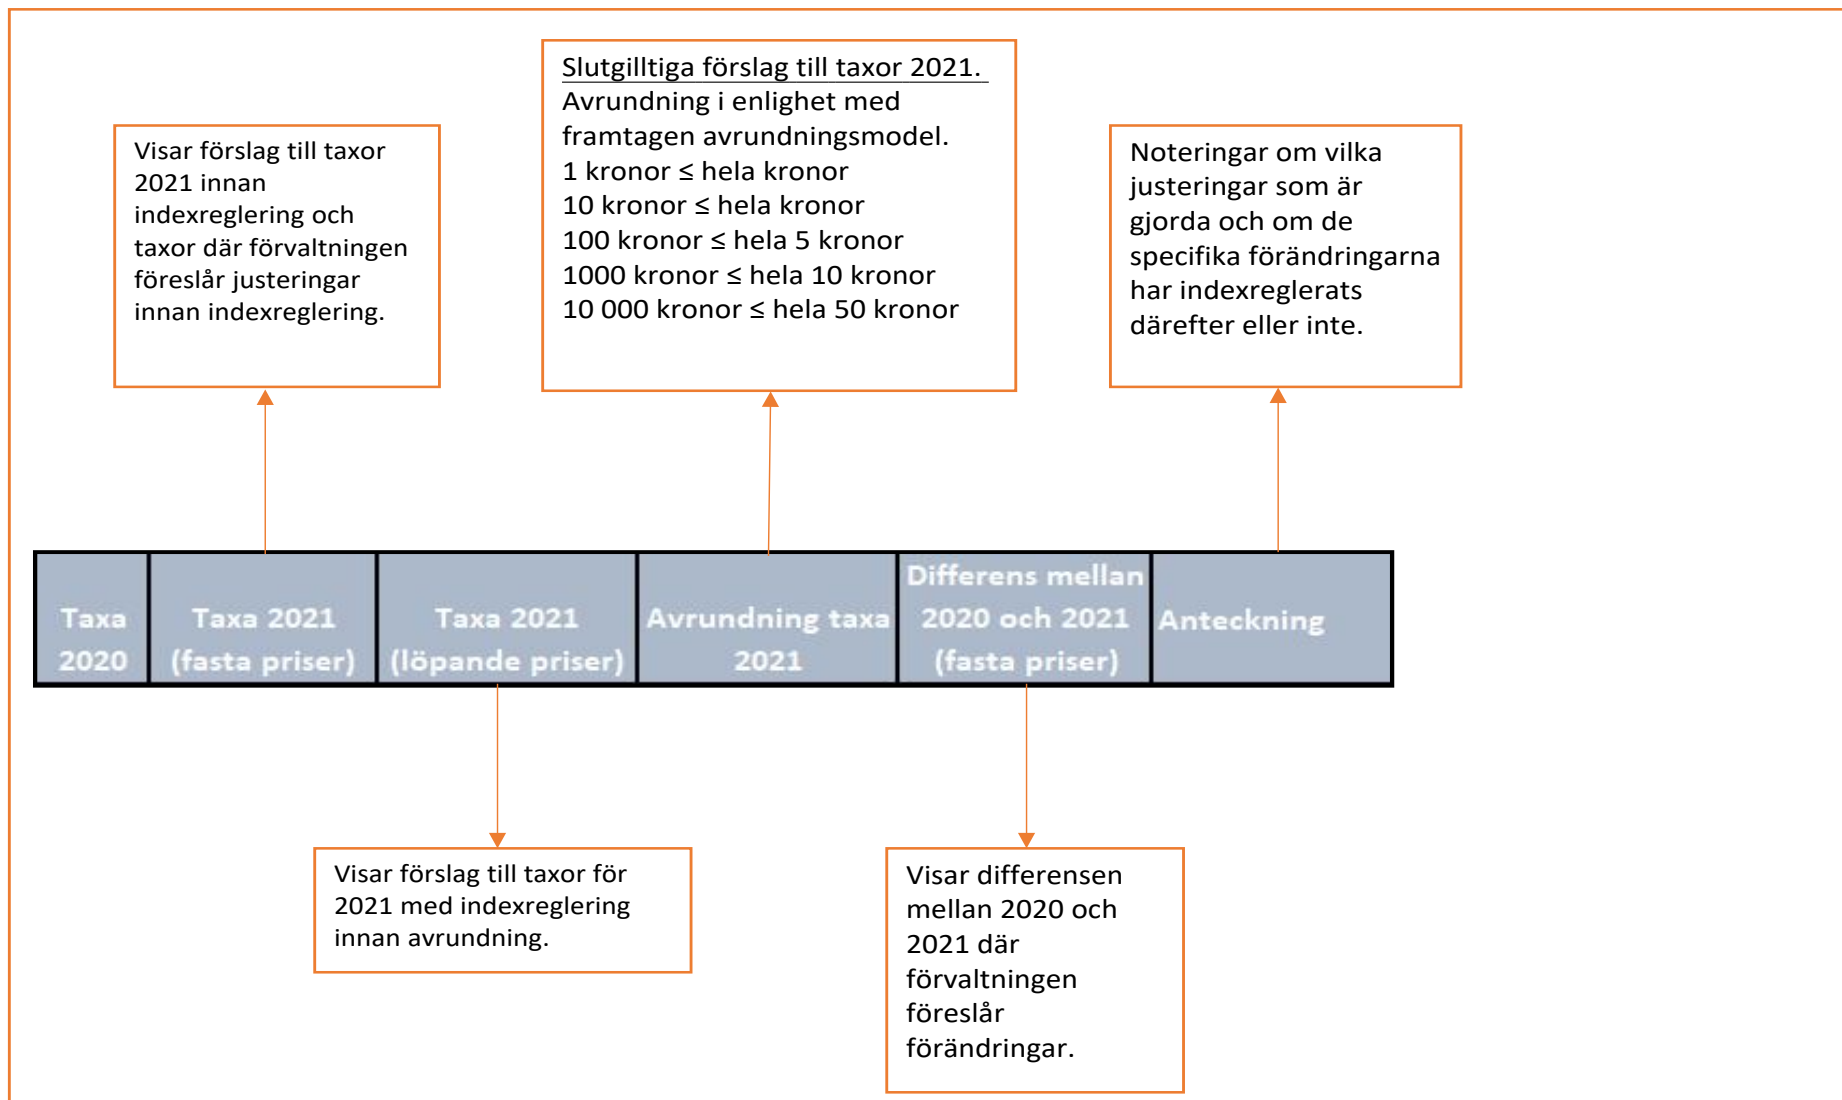 Visar förslag till taxor
2021 innan
indexreglering och
taxor där förvaltningen
föreslår justeringar
innan indexreglering.
Slutgilltiga förslag till taxor 2021.
Avrundning i enlighet med
framtagen avrundningsmodel.
1 kronor ≤ hela kronor
10 kronor ≤ hela kronor
100 kronor ≤ hela 5 kronor
1000 kronor ≤ hela 10 kronor
10 000 kronor ≤ hela 50 kronor
Noteringar om vilka
justeringar som är
gjorda och om de
specifika förändringarna
har indexreglerats
därefter eller inte.
Taxa
2020
Taxa 2021
(fasta priser)
Taxa 2021
(löpande priser)
Avrundning taxa
2021
Differens mellan
2020 och 2021
(fasta priser)
Anteckning
Visar förslag till taxor för
2021 med indexreglering
innan avrundning.
Visar differensen
mellan 2020 och
2021 där
förvaltningen
föreslår
förändringar.